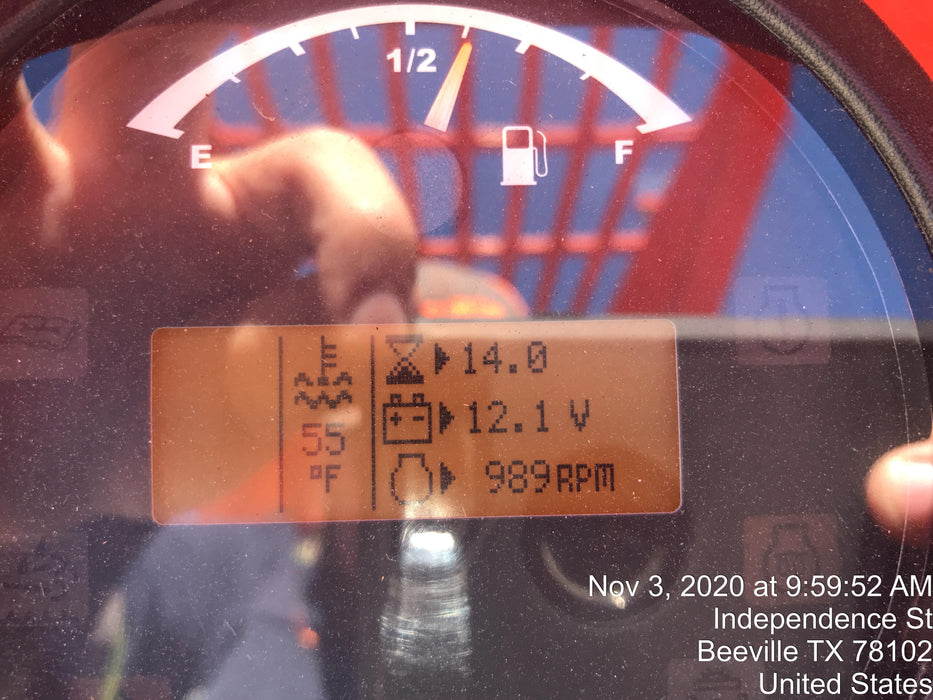 1/2
E
F
14.0
12.1 V
55
°F
989RPM
Nov 3, 2020 at 9:59:52 AM
Independence St
Beeville TX 78102
United States